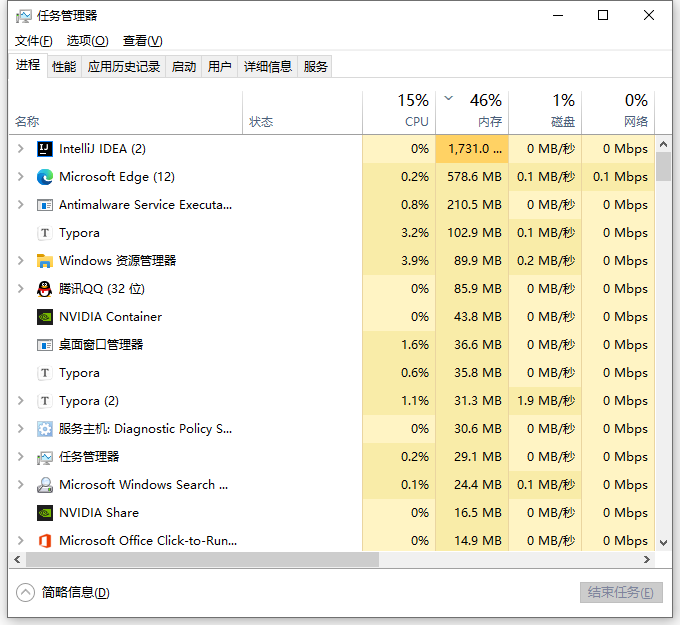 任务管理器
文件(F) 选项(O) 查看(V)
进程 性能 应用历史记录 启动 用户 详细信息 服务
15% 46% 1% 0%
名称 状态 CPU 内存 磁盘 网络
IntelliJ IDEA (2) 0% 1,731.0 ... 0 MB/秒 0 Mbps
Microsoft Edge (12) 0.2% 578.6 MB 0.1 MB/秒 0.1 Mbps
Antimalware Service Executa... 0.8% 210.5 MB 0 MB/秒 0 Mbps
T Typora 3.2% 102.9 MB 0.1 MB/秒 0 Mbps
Windows 资源管理器 3.9% 89.9 MB 0.2 MB/秒 0 Mbps
腾讯QQ (32 位) 0% 85.9 MB 0 MB/秒 0 Mbps
NVIDIA Container 0% 43.8 MB 0 MB/秒 0 Mbps
桌面窗口管理器 1.6% 36.6 MB 0 MB/秒 0 Mbps
T Typora 0.6% 35.8 MB 0 MB/秒 0 Mbps
T Typora (2) 1.1% 31.3 MB 1.9 MB/秒 0 Mbps
服务主机: Diagnostic Policy S... 0% 30.6 MB 0 MB/秒 0 Mbps
任务管理器 0.2% 29.1 MB 0 MB/秒 0 Mbps
Microsoft Windows Search ... 0.1% 24.4 MB 0.1 MB/秒 0 Mbps
NVIDIA Share 0% 16.5 MB 0 MB/秒 0 Mbps
Microsoft Office Click-to-Run... 0% 14.9 MB 0 MB/秒 0 Mbps
简略信息(D) 结束任务(E)